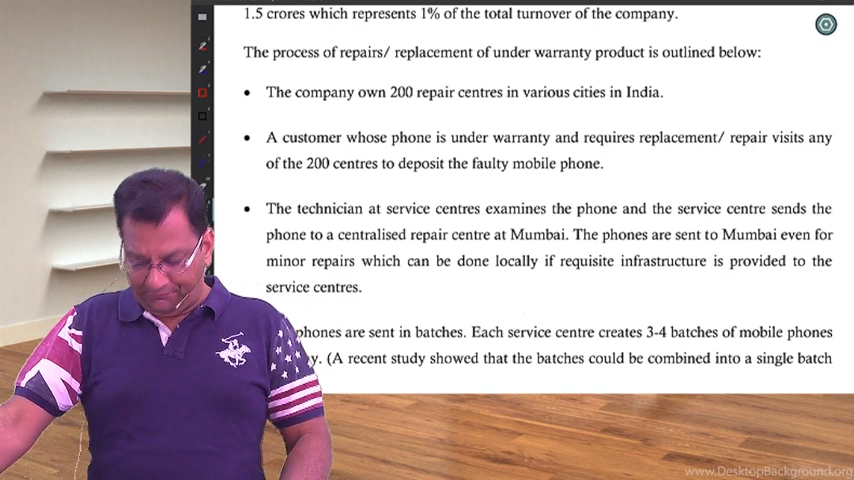 1.5 crores which represents 1% of the total turnover of the company.
The process of repairs/ replacement of under warranty product is outlined below:
• The company own 200 repair centres in various cities in India.
• A customer whose phone is under warranty and requires replacement/ repair visits any
of the 200 centres to deposit the faulty mobile phone.
• The technician at service centres examines the phone and the service centre sends the
phone to a centralised repair centre at Mumbai. The phones are sent to Mumbai even for
minor repairs which can be done locally if requisite infrastructure is provided to the
service centres.
phones are sent in batches. Each service centre creates 3-4 batches of mobile phones
(A recent study showed that the batches could be combined into a single batch
www.DesktopBackground.org